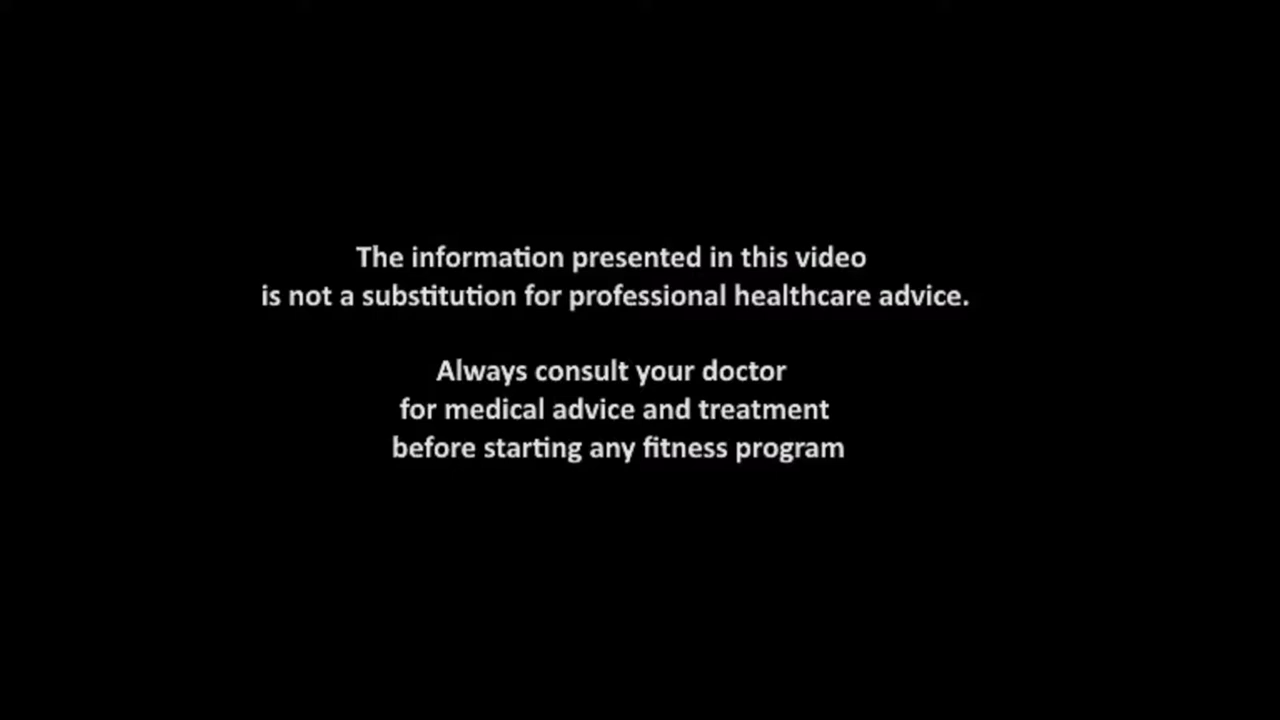 The information presented in this video
is not a substitution for professional healthcare advice.
Always consult your doctor
for medical advice and treatment
before starting any fitness program